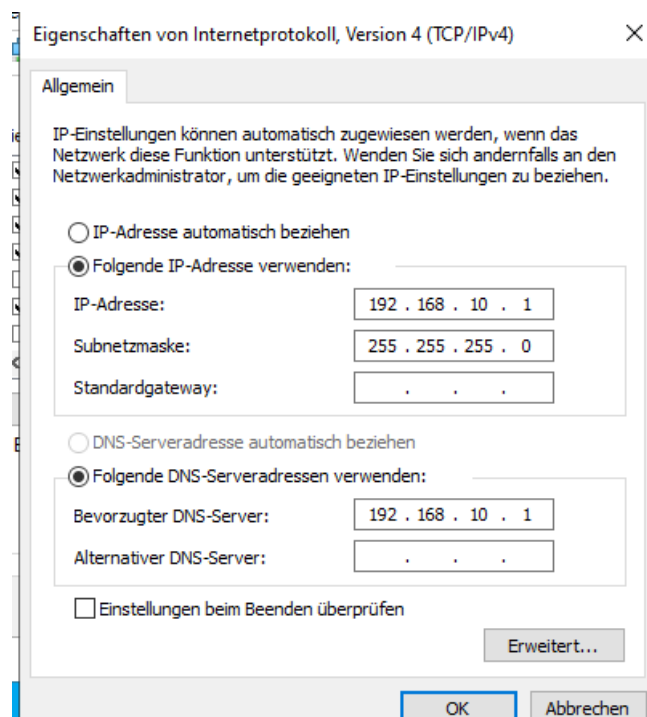 Eigenschaften von Internetprotokoll, Version 4 (TCP/IPv4)
Allgemein
IP-Einstellungen können automatisch zugewiesen werden, wenn das
Netzwerk diese Funktion unterstützt. Wenden Sie sich andernfalls an den
Netzwerkadministrator, um die geeigneten IP-Einstellungen zu beziehen.
IP-Adresse automatisch beziehen
Folgende IP-Adresse verwenden:
IP-Adresse: 192 . 168 . 10 . 1
Subnetzmaske: 255 . 255 . 255 . 0
Standardgateway: . . .
DNS-Serveradresse automatisch beziehen
Folgende DNS-Serveradressen verwenden:
Bevorzugter DNS-Server: 192 . 168 . 10 . 1
Alternativer DNS-Server: . . .
Einstellungen beim Beenden überprüfen
Erweitert...
OK Abbrechen